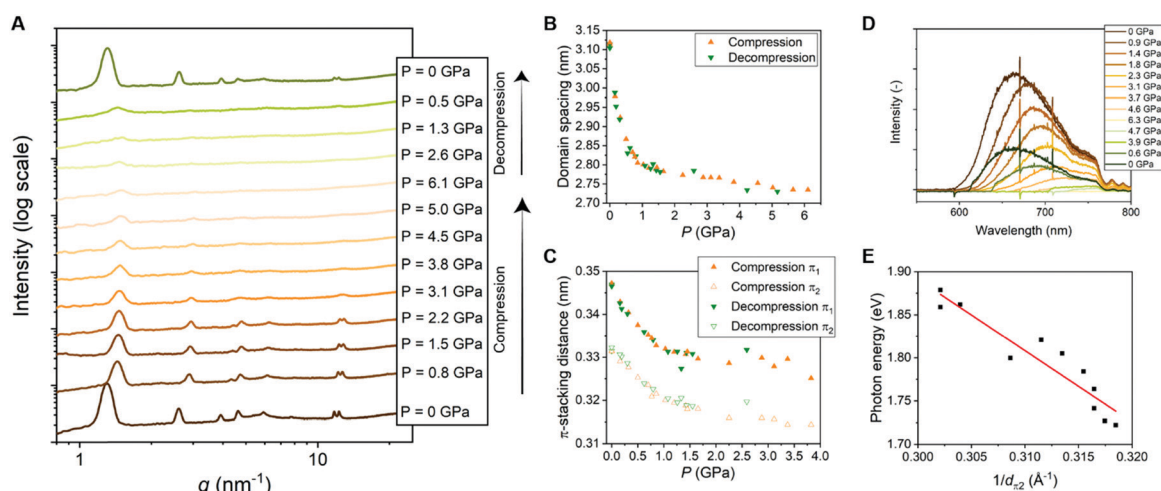 A
Intensity (log scale)
P = 0 GPa
P = 0.5 GPa
P = 1.3 GPa
P = 2.6 GPa
P = 6.1 GPa
P = 5.0 GPa
P = 4.5 GPa
P = 3.8 GPa
P = 3.1 GPa
P = 2.2 GPa
P = 1.5 GPa
P = 0.8 GPa
P = 0 GPa
Decompression
Compression
1
10
q (nm⁻¹)
B
Domain spacing (nm)
3.15
3.10
3.05
3.00
2.95
2.90
2.85
2.80
2.75
2.70
Compression
Decompression
0 1 2 3 4 5 6
P (GPa)
C
π-stacking distance (nm)
0.35
0.34
0.33
0.32
0.31
Compression π₁
Compression π₂
Decompression π₁
Decompression π₂
0.0 0.5 1.0 1.5 2.0 2.5 3.0 3.5 4.0
P (GPa)
D
Intensity (-)
0 GPa
0.9 GPa
1.4 GPa
1.8 GPa
2.3 GPa
3.1 GPa
3.7 GPa
4.6 GPa
6.3 GPa
4.7 GPa
3.9 GPa
0.6 GPa
0 GPa
600 700 800
Wavelength (nm)
E
Photon energy (eV)
1.90
1.85
1.80
1.75
1.70
0.300 0.305 0.310 0.315 0.320
1/dπ2 (Å⁻¹)